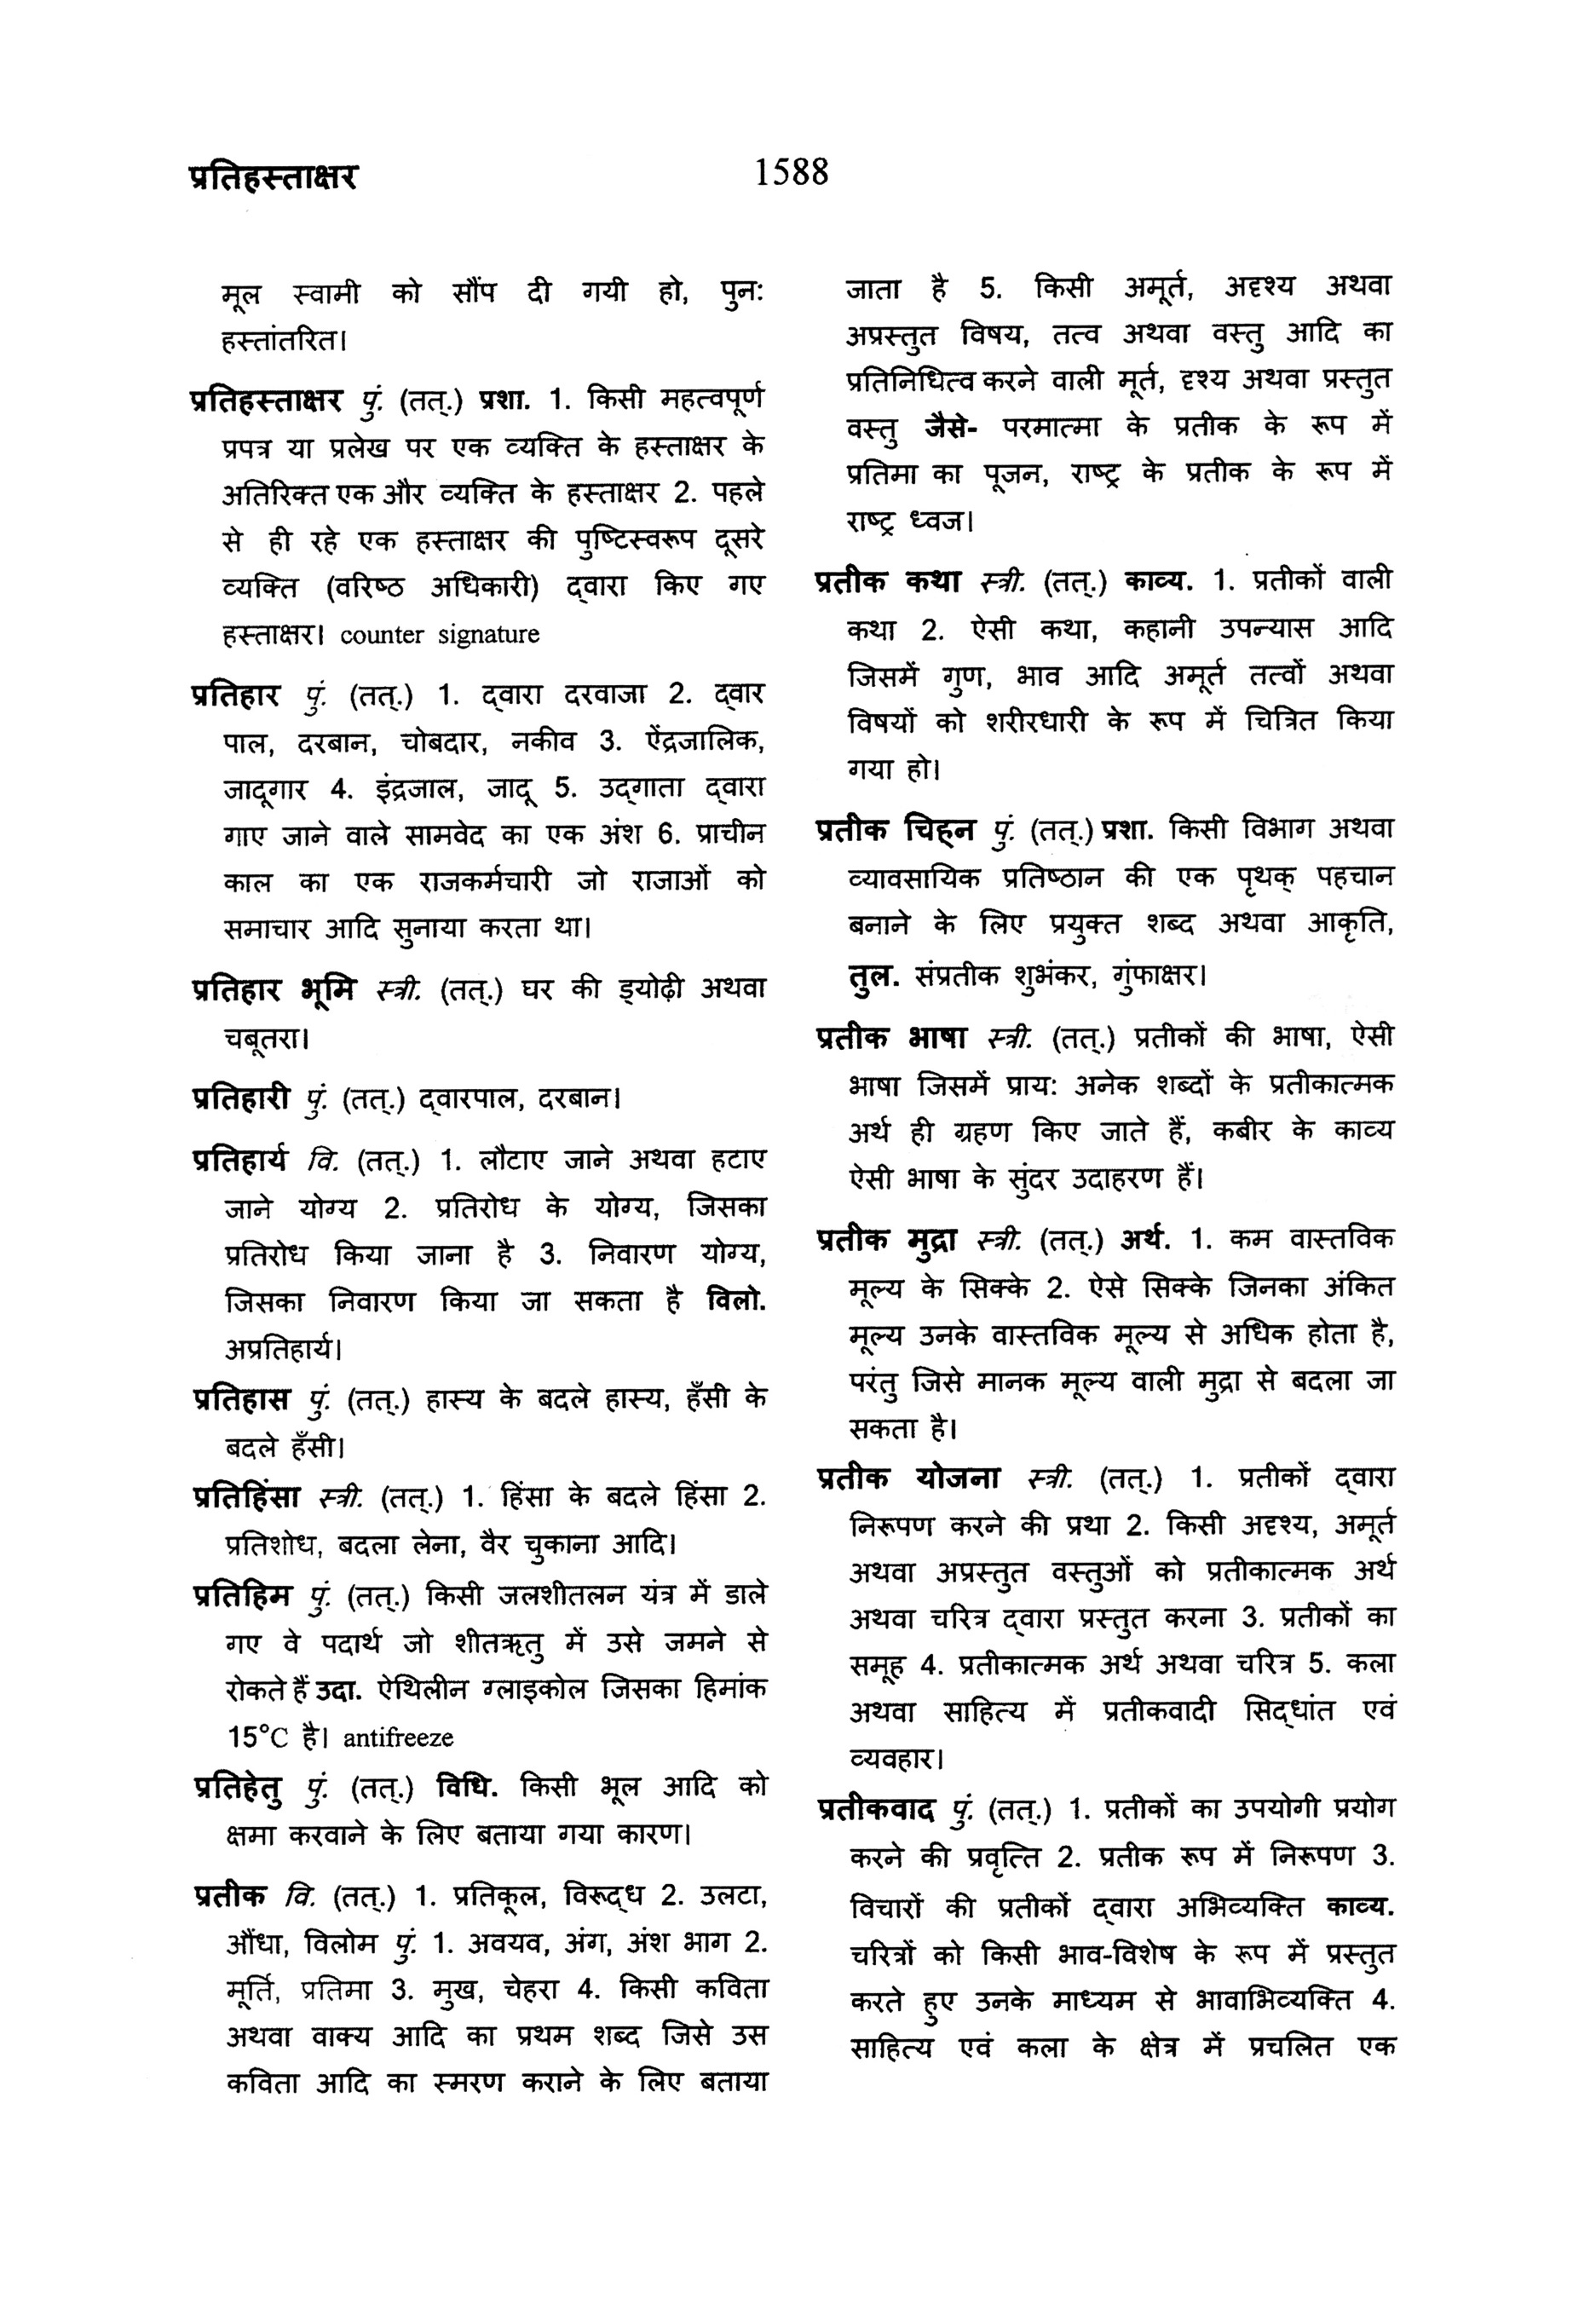 प्रतिहस्ताक्षर
1588
मूल स्वामी को सौंप दी गयी हो, पुन:
हस्तांतरित।
प्रतिहस्ताक्षर पुं. (तत्.) प्रशा. 1. किसी महत्वपूर्ण
प्रपत्र या प्रलेख पर एक व्यक्ति के हस्ताक्षर के
अतिरिक्त एक और व्यक्ति के हस्ताक्षर 2. पहले
से ही रहे एक हस्ताक्षर की पुष्टिस्वरूप दूसरे
व्यक्ति (वरिष्ठ अधिकारी) द्वारा किए गए
हस्ताक्षर। counter signature
प्रतिहार पुं. (तत्.) 1. द्वारा दरवाजा 2. द्वार
पाल, दरबान, चोबदार, नकीव 3. ऐंद्रजालिक,
जादूगार 4. इंद्रजाल, जादू 5. उद्गाता द्वारा
गाए जाने वाले सामवेद का एक अंश 6. प्राचीन
काल का एक राजकर्मचारी जो राजाओं को
समाचार आदि सुनाया करता था।
प्रतिहार भूमि स्त्री. (तत्.) घर की ड्योढ़ी अथवा
चबूतरा।
प्रतिहारी पुं. (तत्.) द्वारपाल, दरबान।
प्रतिहार्य वि. (तत्.) 1. लौटाए जाने अथवा हटाए
जाने योग्य 2. प्रतिरोध के योग्य, जिसका
प्रतिरोध किया जाना है 3. निवारण योग्य,
जिसका निवारण किया जा सकता है विलो.
अप्रतिहार्य।
प्रतिहास पुं. (तत्.) हास्य के बदले हास्य, हँसी के
बदले हँसी।
प्रतिहिंसा स्त्री. (तत्.) 1. हिंसा के बदले हिंसा 2.
प्रतिशोध, बदला लेना, वैर चुकाना आदि।
प्रतिहिम पुं. (तत्.) किसी जलशीतलन यंत्र में डाले
गए वे पदार्थ जो शीतऋतु में उसे जमने से
रोकते हैं उदा. ऐथिलीन ग्लाइकोल जिसका हिमांक
15°C है। antifreeze
प्रतिहेतु पुं. (तत्.) विधि. किसी भूल आदि को
क्षमा करवाने के लिए बताया गया कारण।
प्रतीक वि. (तत्.) 1. प्रतिकूल, विरूद्ध 2. उलटा,
औंधा, विलोम पुं. 1. अवयव, अंग, अंश भाग 2.
मूर्ति, प्रतिमा 3. मुख, चेहरा 4. किसी कविता
अथवा वाक्य आदि का प्रथम शब्द जिसे उस
कविता आदि का स्मरण कराने के लिए बताया
जाता है 5. किसी अमूर्त, अदृश्य अथवा
अप्रस्तुत विषय, तत्व अथवा वस्तु आदि का
प्रतिनिधित्व करने वाली मूर्त, दृश्य अथवा प्रस्तुत
वस्तु जैसे- परमात्मा के प्रतीक के रूप में
प्रतिमा का पूजन, राष्ट्र के प्रतीक के रूप में
राष्ट्र ध्वज।
प्रतीक कथा स्त्री. (तत्.) काव्य. 1. प्रतीकों वाली
कथा 2. ऐसी कथा, कहानी उपन्यास आदि
जिसमें गुण, भाव आदि अमूर्त तत्वों अथवा
विषयों को शरीरधारी के रूप में चित्रित किया
गया हो।
प्रतीक चिह्न पुं. (तत्.) प्रशा. किसी विभाग अथवा
व्यावसायिक प्रतिष्ठान की एक पृथक् पहचान
बनाने के लिए प्रयुक्त शब्द अथवा आकृति,
तुल. संप्रतीक शुभंकर, गुंफाक्षर।
प्रतीक भाषा स्त्री. (तत्.) प्रतीकों की भाषा, ऐसी
भाषा जिसमें प्राय: अनेक शब्दों के प्रतीकात्मक
अर्थ ही ग्रहण किए जाते हैं, कबीर के काव्य
ऐसी भाषा के सुंदर उदाहरण हैं।
प्रतीक मुद्रा स्त्री. (तत्.) अर्थ. 1. कम वास्तविक
मूल्य के सिक्के 2. ऐसे सिक्के जिनका अंकित
मूल्य उनके वास्तविक मूल्य से अधिक होता है,
परंतु जिसे मानक मूल्य वाली मुद्रा से बदला जा
सकता है।
प्रतीक योजना स्त्री. (तत्.) 1. प्रतीकों द्वारा
निरूपण करने की प्रथा 2. किसी अदृश्य, अमूर्त
अथवा अप्रस्तुत वस्तुओं को प्रतीकात्मक अर्थ
अथवा चरित्र द्वारा प्रस्तुत करना 3. प्रतीकों का
समूह 4. प्रतीकात्मक अर्थ अथवा चरित्र 5. कला
अथवा साहित्य में प्रतीकवादी सिद्धांत एवं
व्यवहार।
प्रतीकवाद पुं. (तत्.) 1. प्रतीकों का उपयोगी प्रयोग
करने की प्रवृत्ति 2. प्रतीक रूप में निरूपण 3.
विचारों की प्रतीकों द्वारा अभिव्यक्ति काव्य.
चरित्रों को किसी भाव-विशेष के रूप में प्रस्तुत
करते हुए उनके माध्यम से भावाभिव्यक्ति 4.
साहित्य एवं कला के क्षेत्र में प्रचलित एक